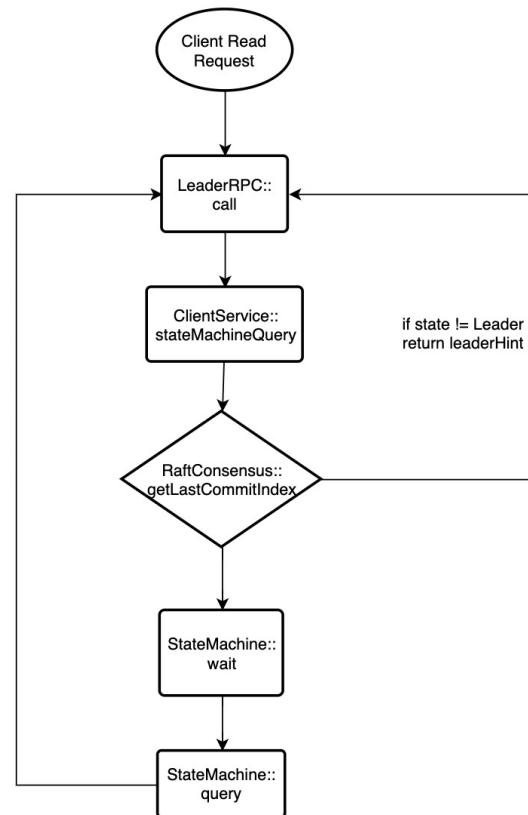 Client Read
Request
LeaderRPC::
call
ClientService::
stateMachineQuery
if state != Leader
return leaderHint
RaftConsensus::
getLastCommitIndex
StateMachine::
wait
StateMachine::
query